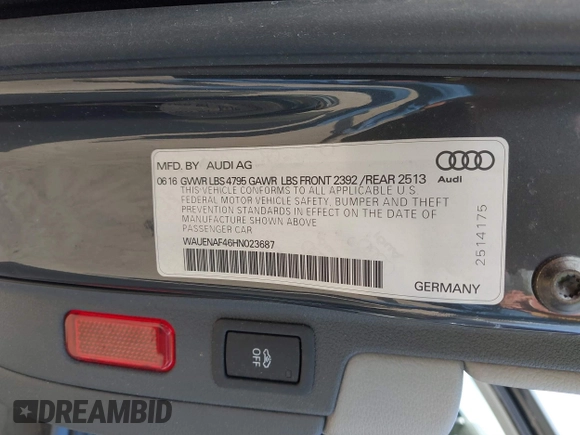 MFD. BY AUDI AG
06 16 GVWR LBS 4795 GAWR LBS FRONT 2392 /REAR 2513
THIS VEHICLE CONFORMS TO ALL APPLICABLE U S
FEDERAL MOTOR VEHICLE SAFETY, BUMPER AND THEFT
PREVENTION STANDARDS IN EFFECT ON THE DATE OF
MANUFACTURE SHOWN ABOVE
PASSENGER CAR
WAUENAF46HN023687
Audi
2514175
GERMANY
OFF
DREAMBID